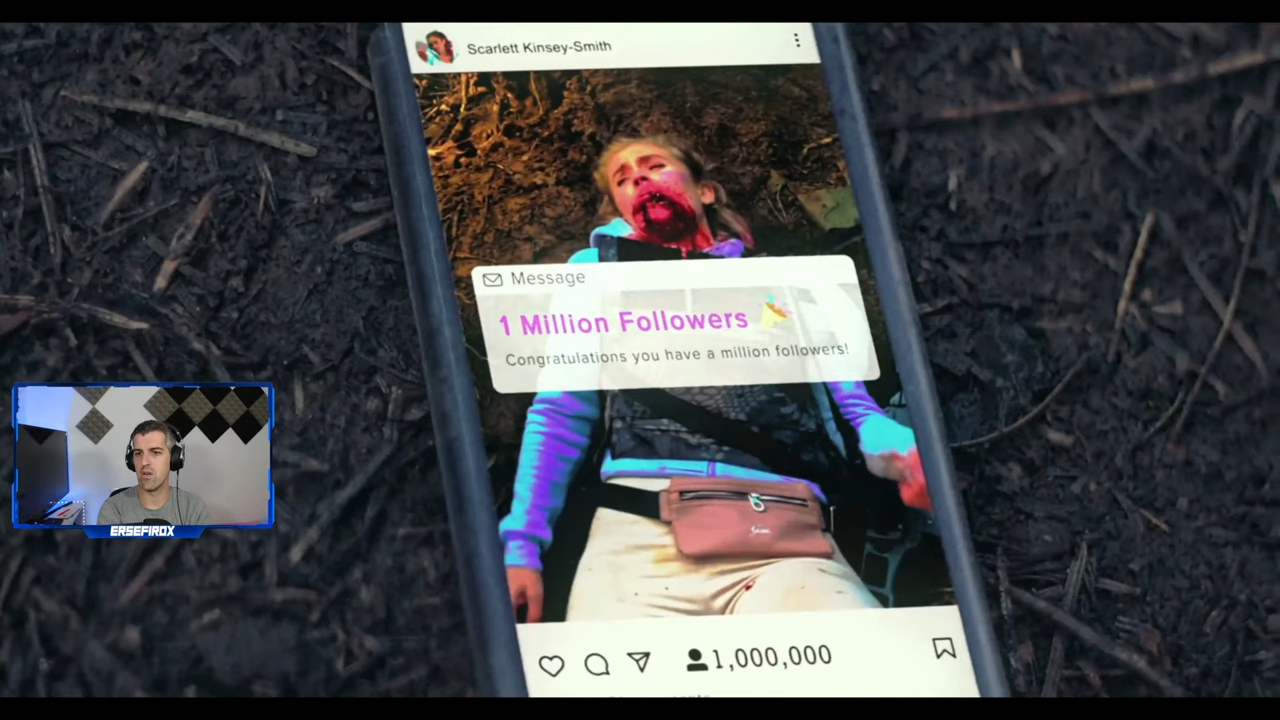 Scarlett Kinsey-Smith
Message
1 Million Followers
Congratulations you have a million followers!
1,000,000
ERSEFIROX